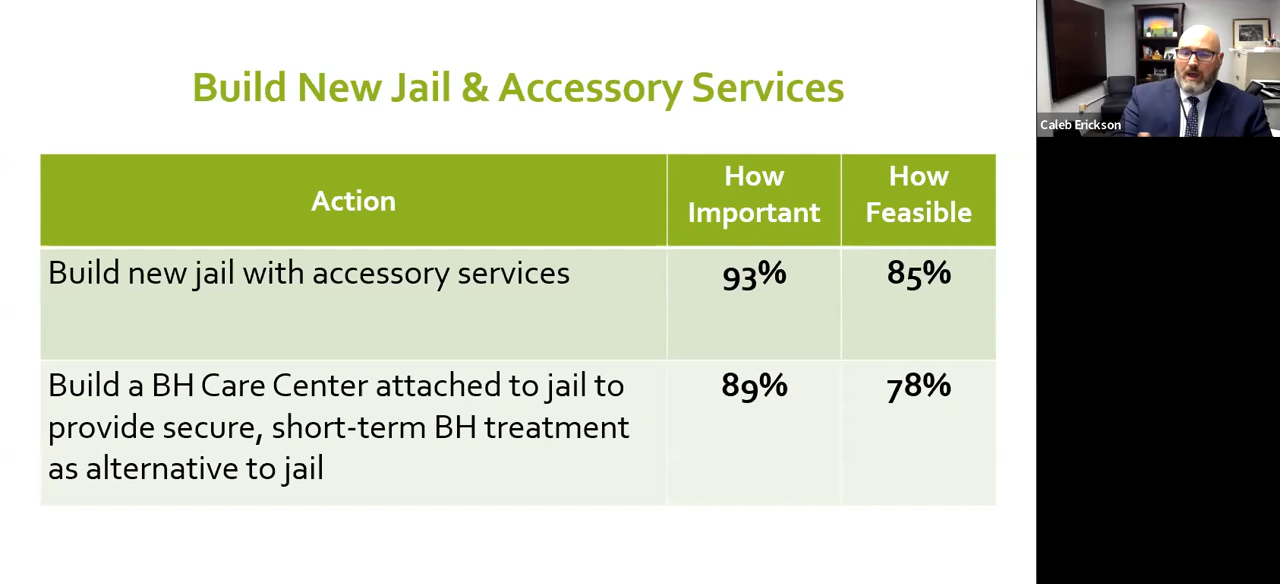 Build New Jail & Accessory Services
Action
How
Important
How
Feasible
Build new jail with accessory services
93%
85%
Build a BH Care Center attached to jail to
provide secure, short-term BH treatment
as alternative to jail
89%
78%
Caleb Erickson